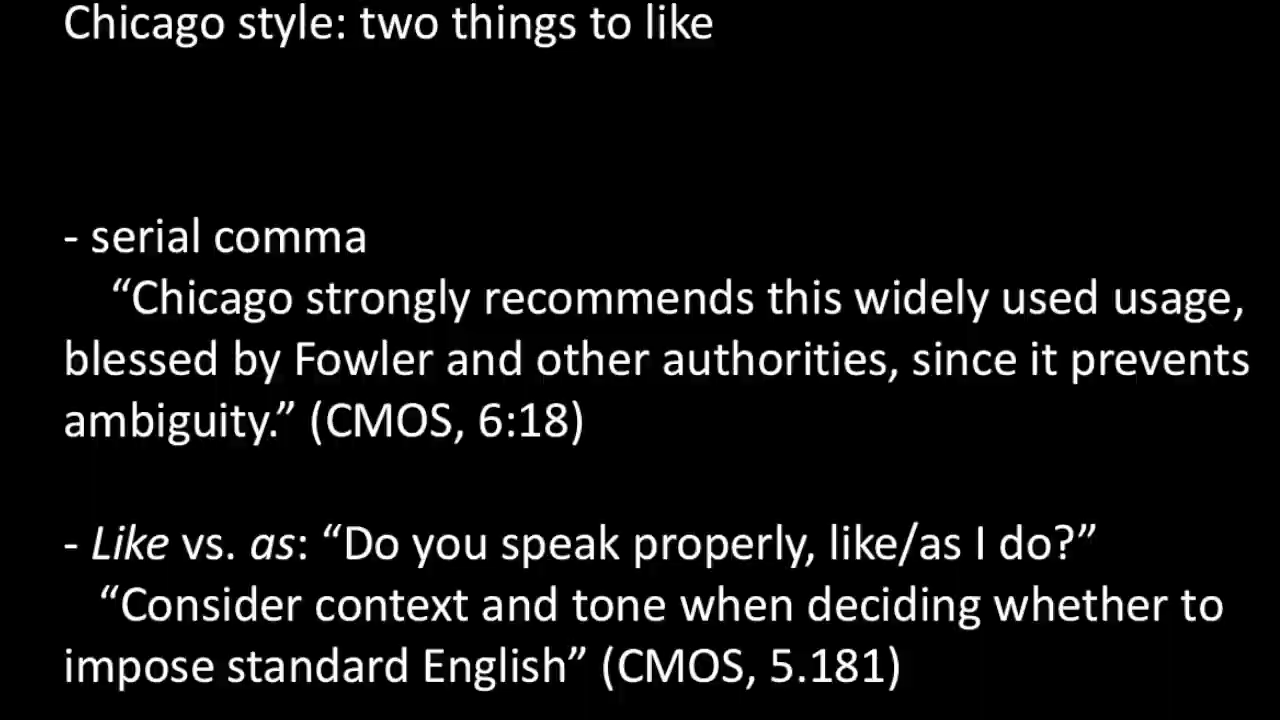 Chicago style: two things to like
- serial comma
“Chicago strongly recommends this widely used usage,
blessed by Fowler and other authorities, since it prevents
ambiguity.” (CMOS, 6:18)
- Like vs. as: “Do you speak properly, like/as I do?”
“Consider context and tone when deciding whether to
impose standard English” (CMOS, 5.181)